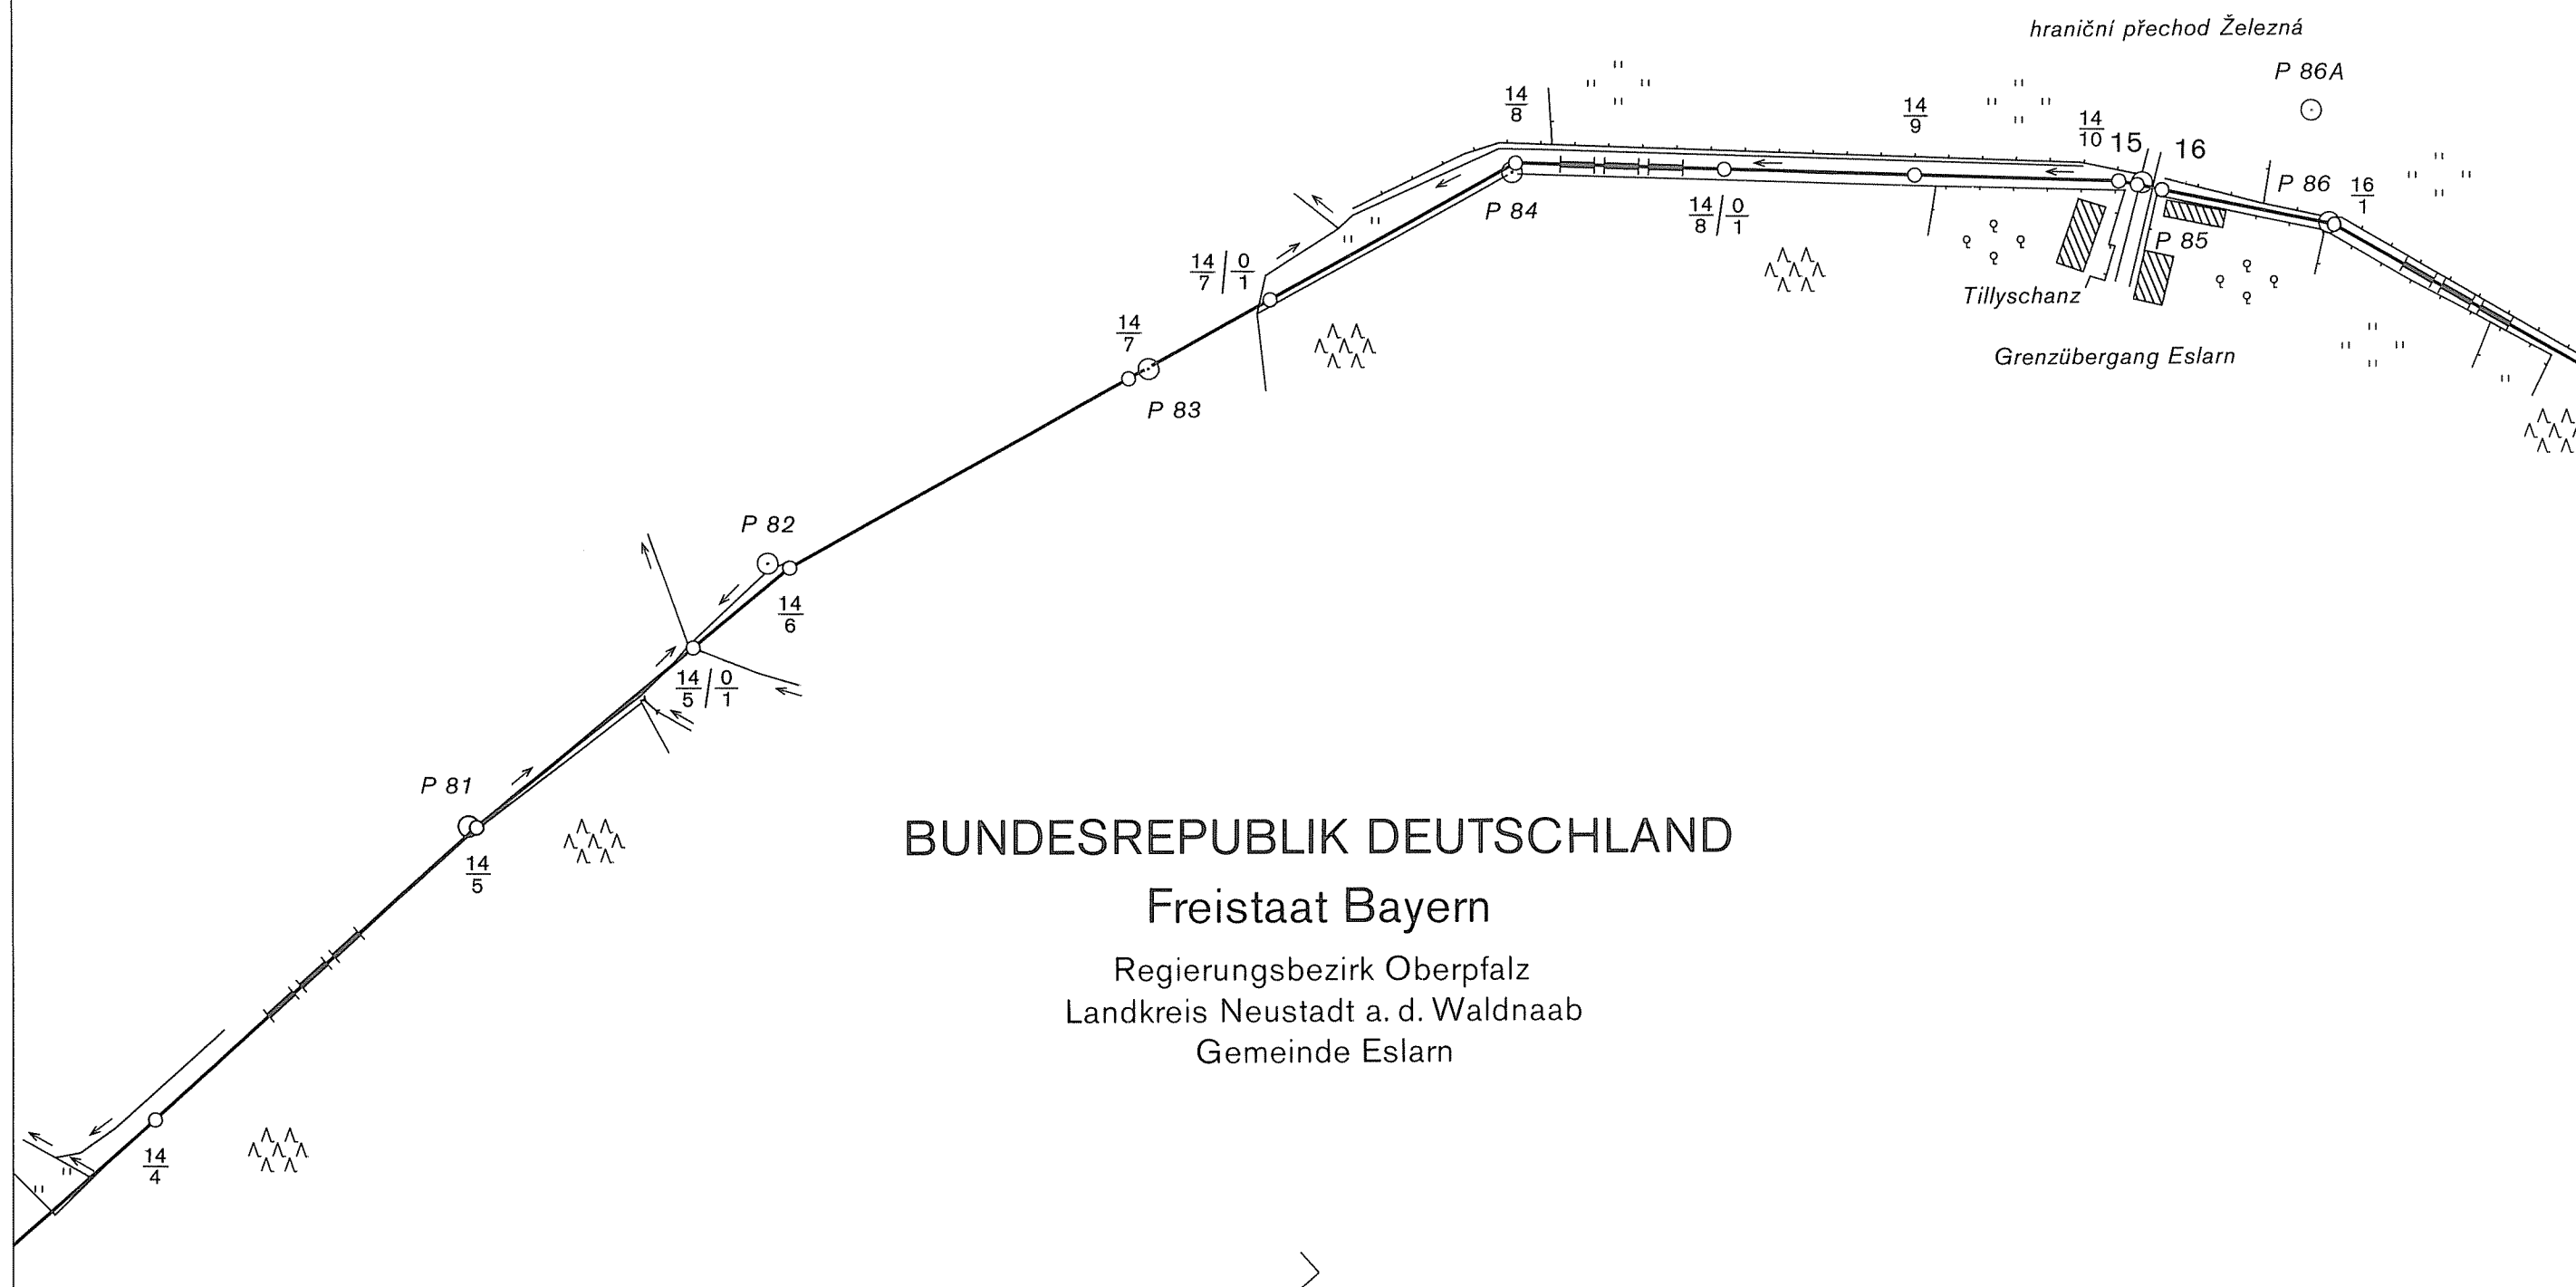 hraniční přechod Železná
P 86A
14/8
14/9
14/10
15
16
P 86
16/1
P 84
14/8 / 0/1
P 85
14/7 / 0/1
Tillyschanz
14/7
Grenzübergang Eslarn
P 83
P 82
14/6
14/5 / 0/1
P 81
14/5
BUNDESREPUBLIK DEUTSCHLAND
Freistaat Bayern
Regierungsbezirk Oberpfalz
Landkreis Neustadt a. d. Waldnaab
Gemeinde Eslarn
14/4